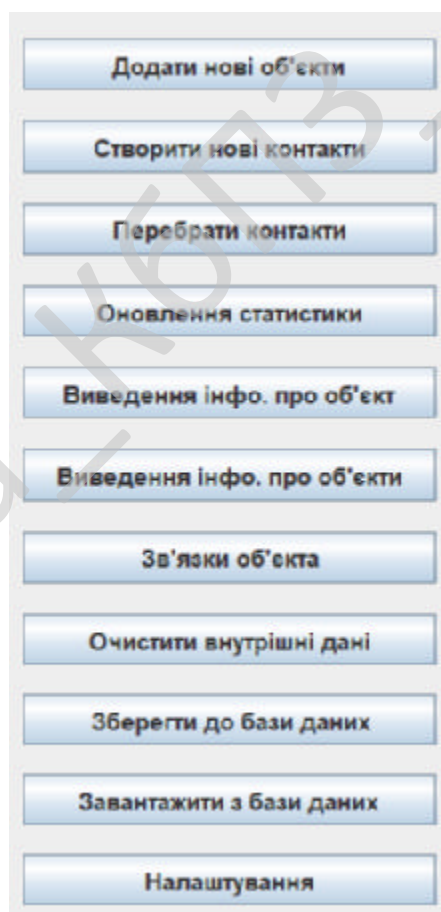 Додати нові об'єкти
Створити нові контакти
Перебрати контакти
Оновлення статистики
Виведення інфо. про об'єкт
Виведення інфо. про об'єкти
Зв'язки об'єкта
Очистити внутрішні дані
Зберегти до бази даних
Завантажити з бази даних
Налаштування